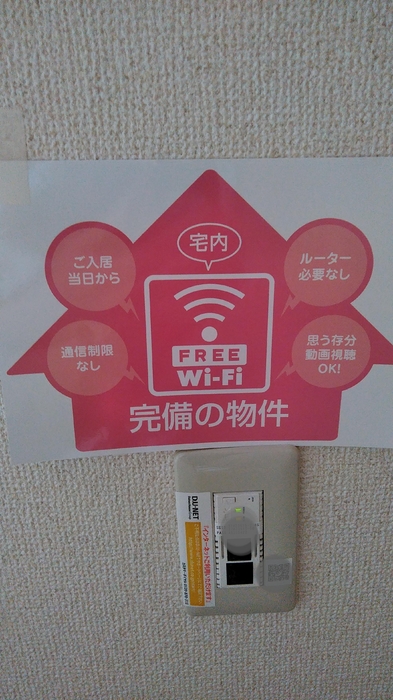 宅内
ご入居
当日から
ルーター
必要なし
通信制限
なし
思う存分
動画視聴
OK!
FREE
Wi-Fi
完備の物件
D.U-NET